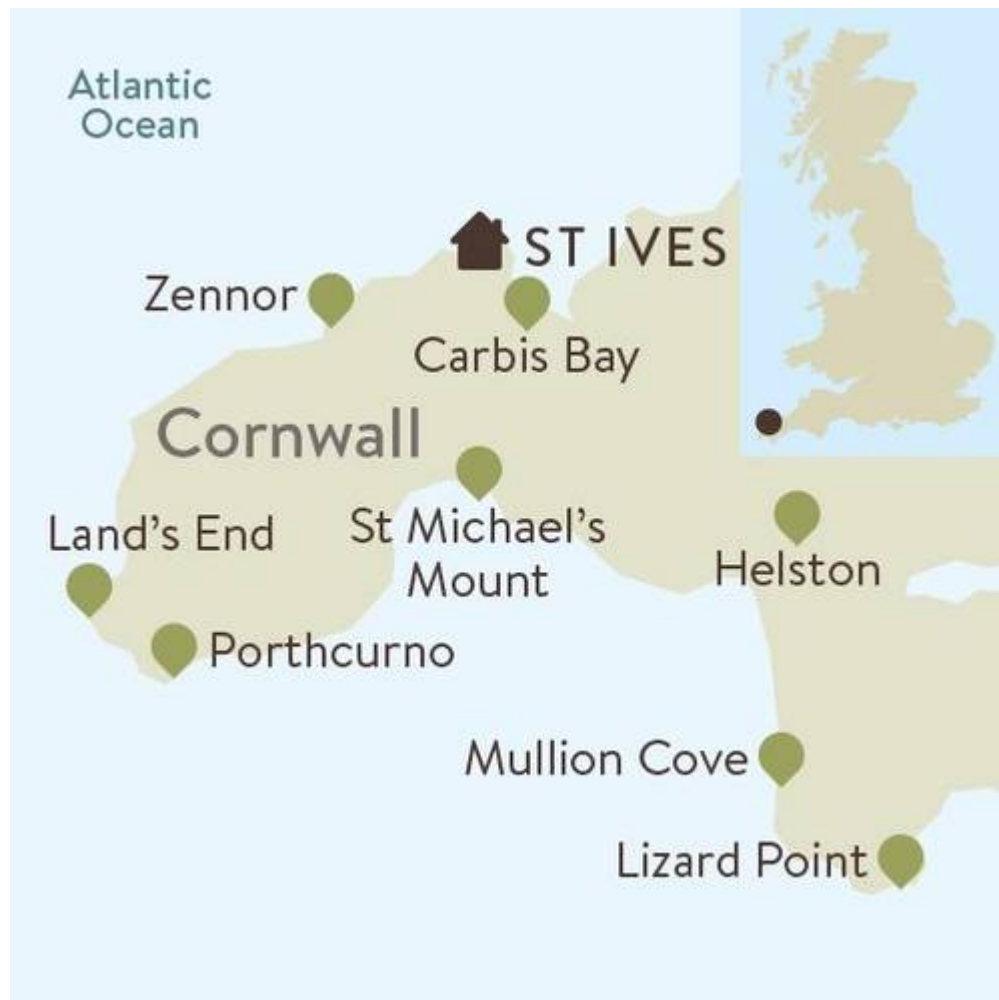 Atlantic
Ocean
ST IVES
Zennor
Carbis Bay
Cornwall
Land's End
St Michael's
Mount
Helston
Porthcurno
Mullion Cove
Lizard Point